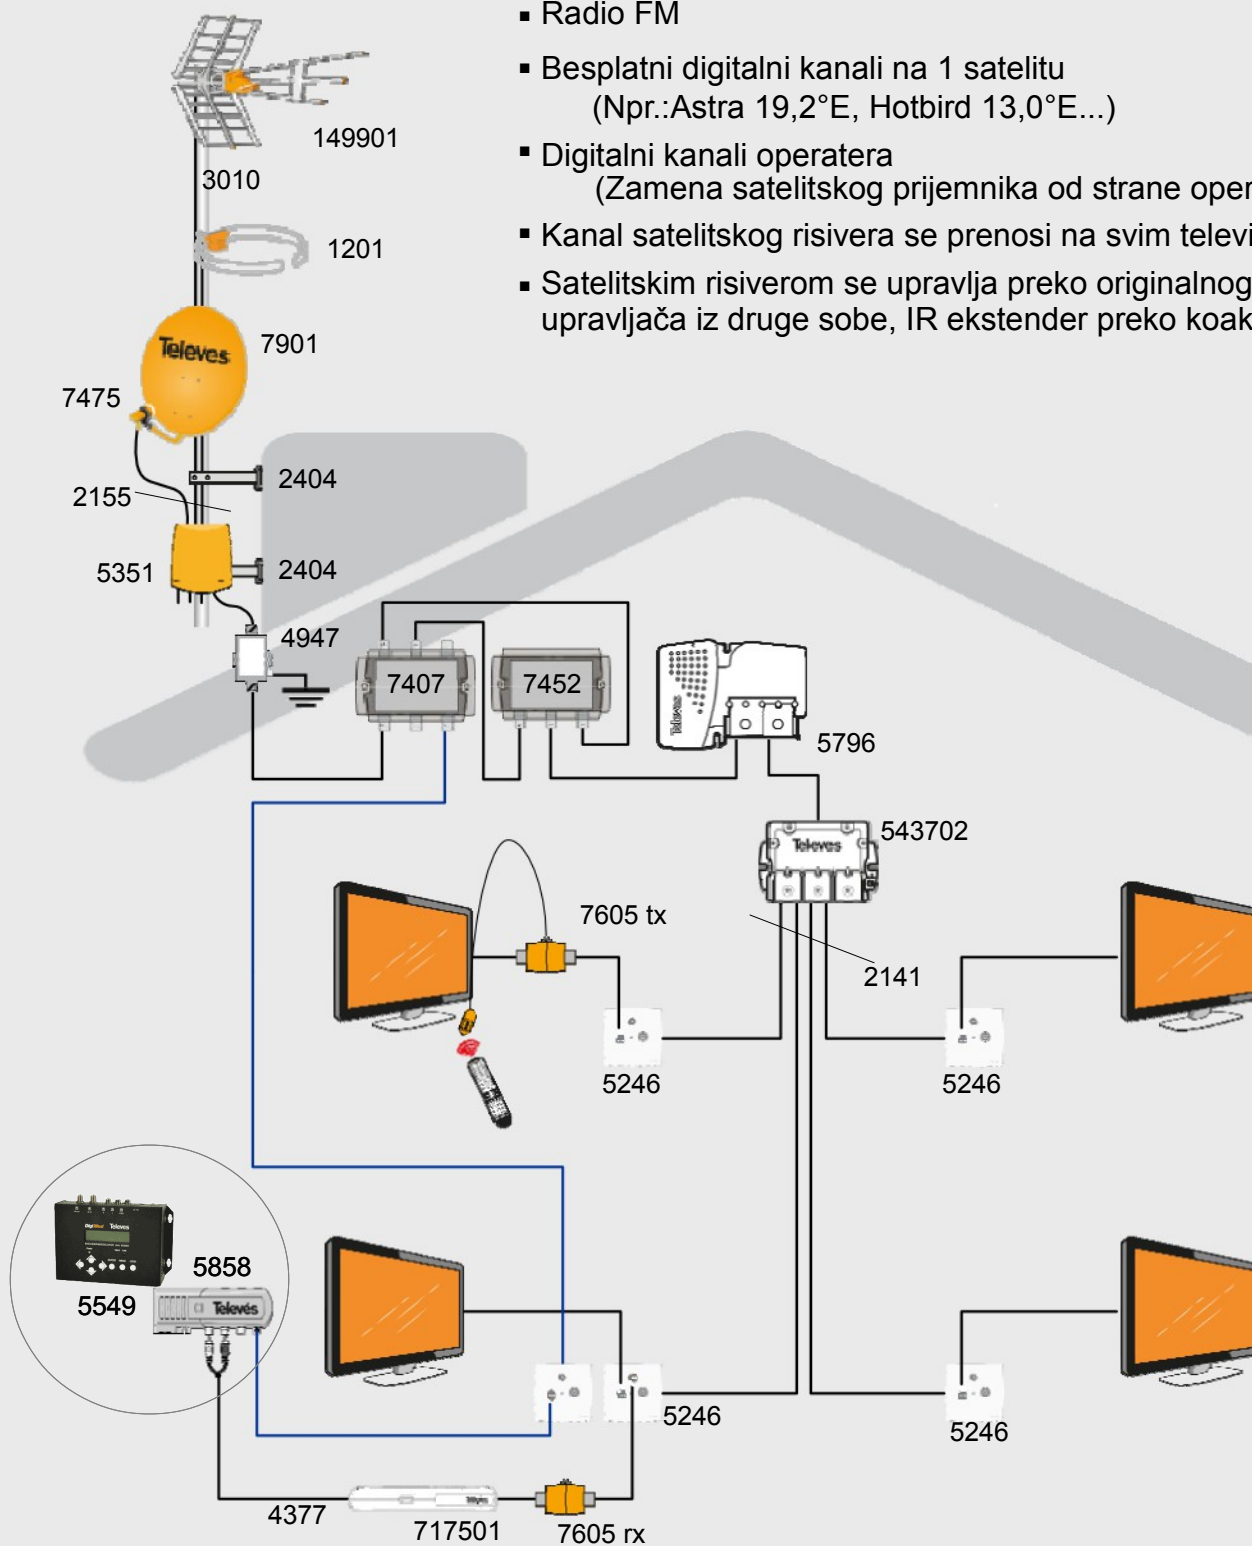 ▪ Radio FM
▪ Besplatni digitalni kanali na 1 satelitu
(Npr.:Astra 19,2°E, Hotbird 13,0°E...)
▪ Digitalni kanali operatera
(Zamena satelitskog prijemnika od strane oper
▪ Kanal satelitskog risivera se prenosi na svim televi
▪ Satelitskim risiverom se upravlja preko originalnog
upravljača iz druge sobe, IR ekstender preko koak
149901
3010
1201
Televes
7901
7475
2404
2155
5351
2404
4947
7407
7452
Televes
5796
543702
Televes
7605 tx
2141
5246
5246
Televes
5858
5549
Televés
5246
5246
4377
717501
7605 rx